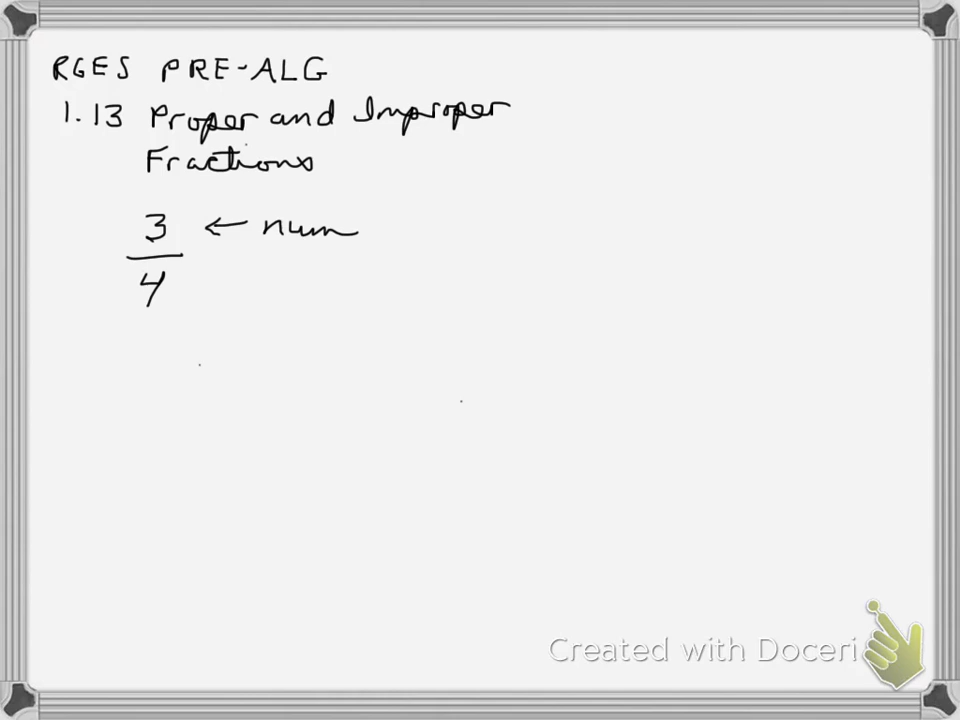 RGES PRE-ALG
1.13 Proper and Improper
Fractions
3 ← num
4
Created with Doceri